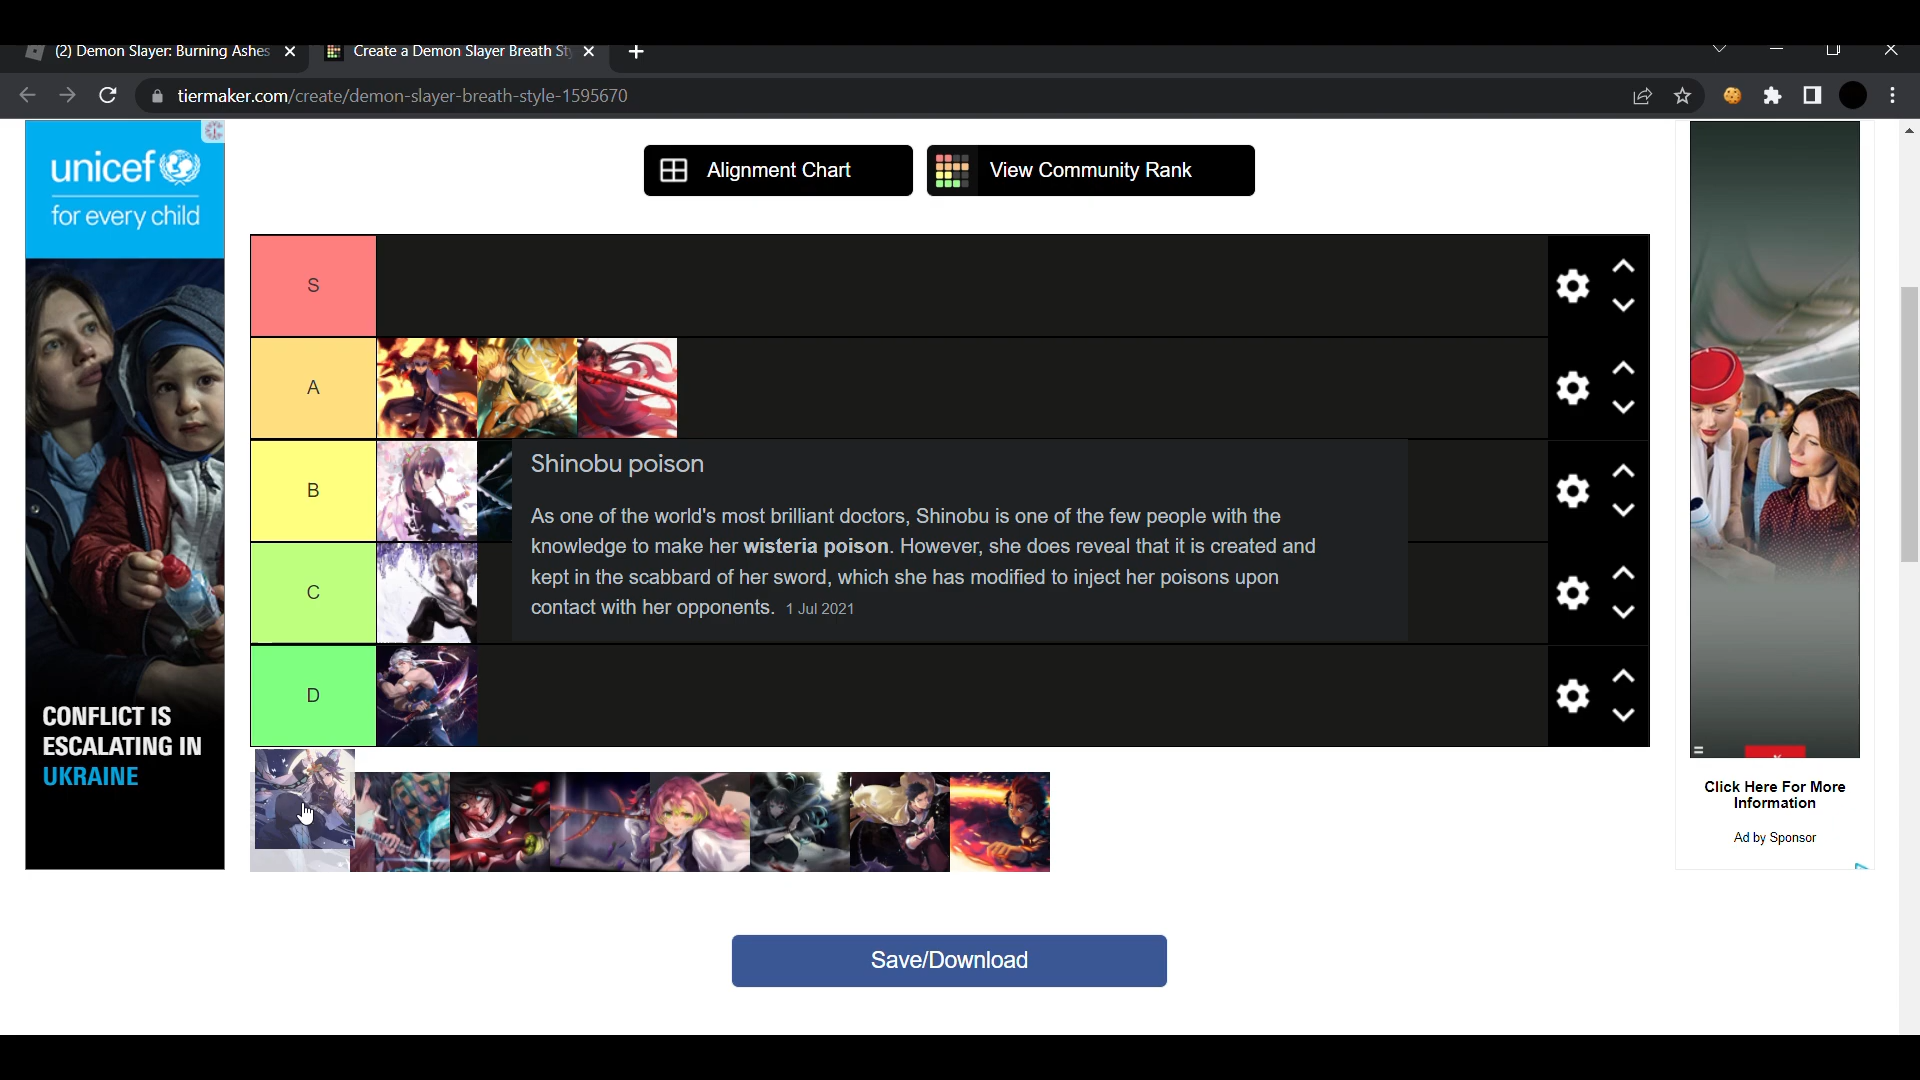 (2) Demon Slayer: Burning Ashes
Create a Demon Slayer Breath St
tiermaker.com/create/demon-slayer-breath-style-1595670
unicef
for every child
CONFLICT IS
ESCALATING IN
UKRAINE
Alignment Chart
View Community Rank
S
A
B
C
D
Shinobu poison
As one of the world's most brilliant doctors, Shinobu is one of the few people with the
knowledge to make her wisteria poison. However, she does reveal that it is created and
kept in the scabbard of her sword, which she has modified to inject her poisons upon
contact with her opponents. 1 Jul 2021
Save/Download
Click Here For More
Information
Ad by Sponsor